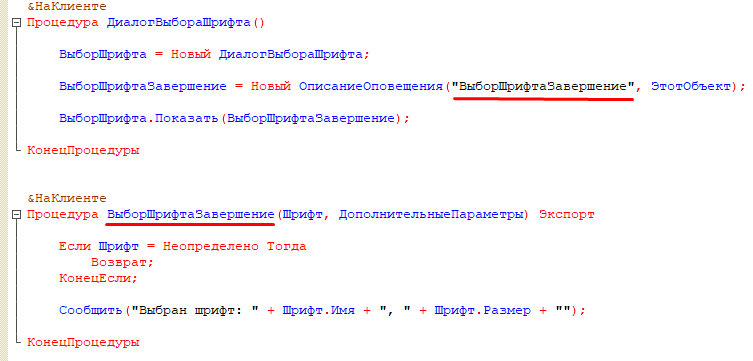 &НаКлиенте
Процедура ДиалогВыбораШрифта()
ВыборШрифта = Новый ДиалогВыбораШрифта;
ВыборШрифтаЗавершение = Новый ОписаниеОповещения("ВыборШрифтаЗавершение", ЭтотОбъект);
ВыборШрифта.Показать(ВыборШрифтаЗавершение);
КонецПроцедуры
&НаКлиенте
Процедура ВыборШрифтаЗавершение(Шрифт, ДополнительныеПараметры) Экспорт
Если Шрифт = Неопределено Тогда
Возврат;
КонецЕсли;
Сообщить("Выбран шрифт: " + Шрифт.Имя + ", " + Шрифт.Размер + "");
КонецПроцедуры